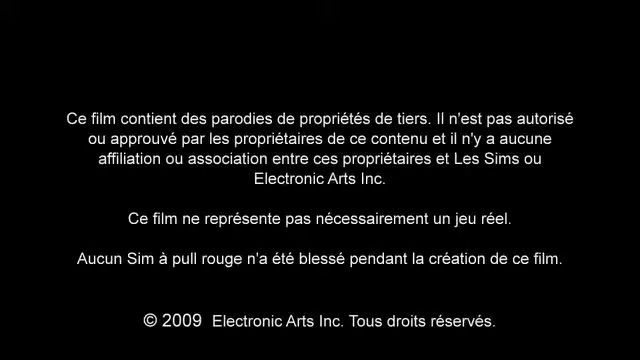 Ce film contient des parodies de propriétés de tiers. Il n'est pas autorisé
ou approuvé par les propriétaires de ce contenu et il n'y a aucune
affiliation ou association entre ces propriétaires et Les Sims ou
Electronic Arts Inc.
Ce film ne représente pas nécessairement un jeu réel.
Aucun Sim à pull rouge n'a été blessé pendant la création de ce film.
© 2009 Electronic Arts Inc. Tous droits réservés.